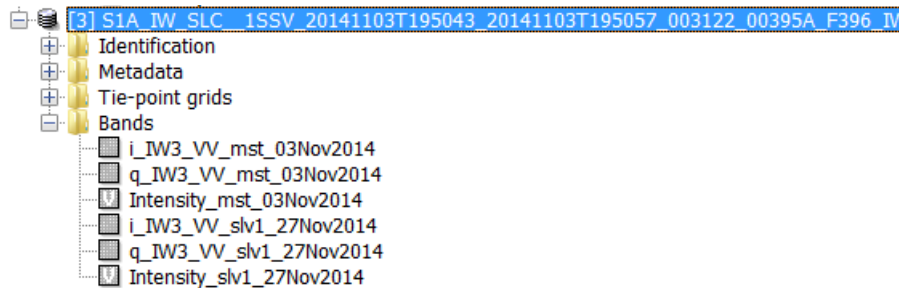 [3] S1A_IW_SLC__1SSV_20141103T195043_20141103T195057_003122_00395A_F396_IW
Identification
Metadata
Tie-point grids
Bands
i_IW3_VV_mst_03Nov2014
q_IW3_VV_mst_03Nov2014
Intensity_mst_03Nov2014
i_IW3_VV_slv1_27Nov2014
q_IW3_VV_slv1_27Nov2014
Intensity_slv1_27Nov2014